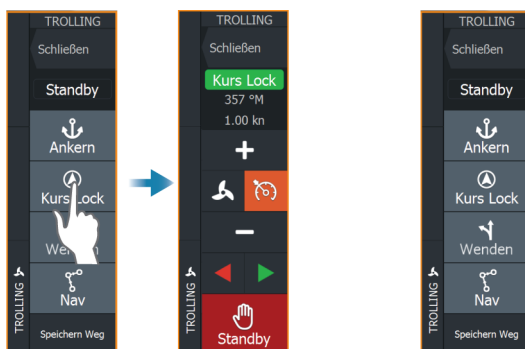 TROLLING
Schließen
Standby
Ankern
Kurs Lock
Wenden
Nav
Speichern Weg
TROLLING
TROLLING
Schließen
Kurs Lock
357 °M
1.00 kn
Standby
TROLLING
TROLLING
Schließen
Standby
Ankern
Kurs Lock
Wenden
Nav
Speichern Weg
TROLLING